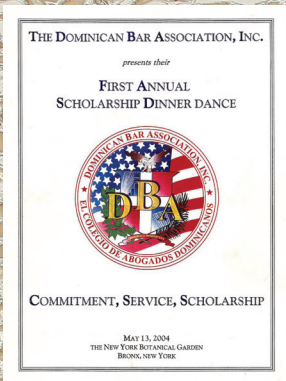 THE DOMINICAN BAR ASSOCIATION, INC.
presents their
FIRST ANNUAL
SCHOLARSHIP DINNER DANCE
DOMINICAN BAR ASSOCIATION, INC.
DBA
EL COLEGIO DE ABOGADOS DOMINICANOS
COMMITMENT, SERVICE, SCHOLARSHIP
MAY 13, 2004
THE NEW YORK BOTANICAL GARDEN
BRONX, NEW YORK